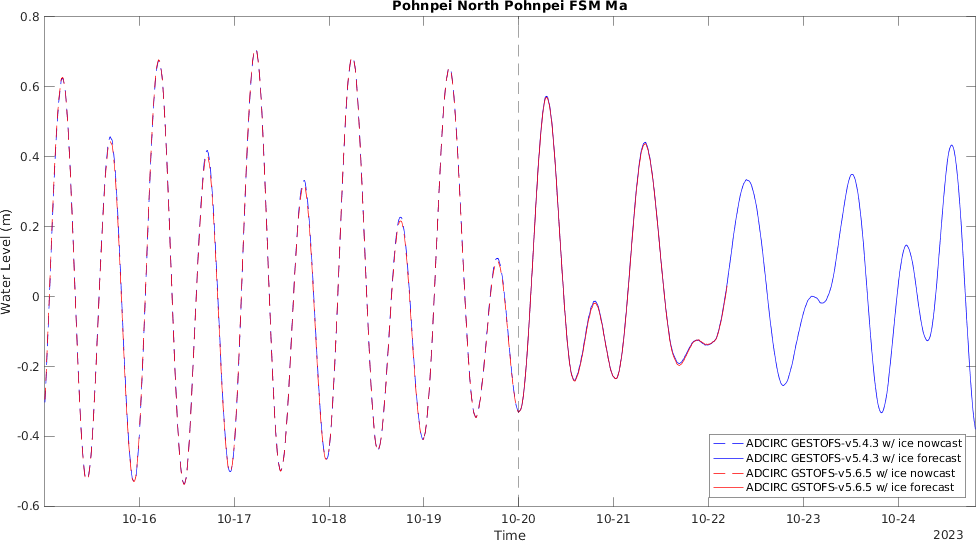 Pohnpei North Pohnpei FSM Ma
Water Level (m)
0.8
0.6
0.4
0.2
0
-0.2
-0.4
-0.6
10-16
10-17
10-18
10-19
10-20
10-21
10-22
10-23
10-24
Time
2023
ADCIRC GESTOFS-v5.4.3 w/ ice nowcast
ADCIRC GESTOFS-v5.4.3 w/ ice forecast
ADCIRC GSTOFS-v5.6.5 w/ ice nowcast
ADCIRC GSTOFS-v5.6.5 w/ ice forecast